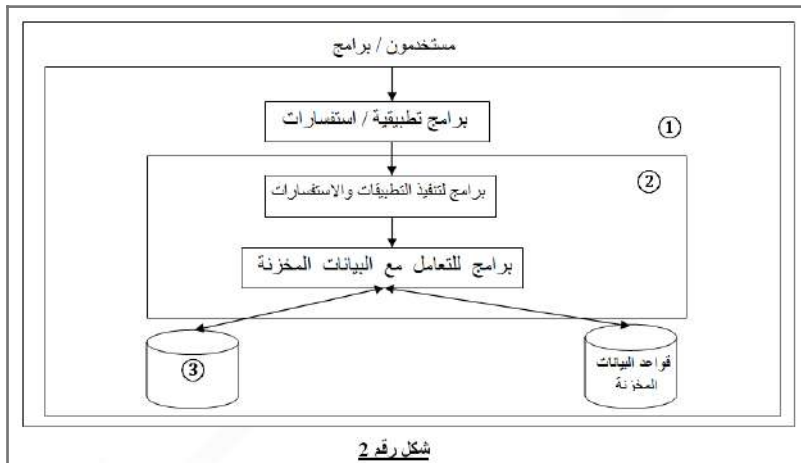 مستخدمون / برامج
برامج تطبيقية / استفسارات
①
②
برامج لتنفيذ التطبيقات والاستفسارات
برامج للتعامل مع البيانات المخزنة
③
قواعد البيانات
المخزنة
شكل رقم 2